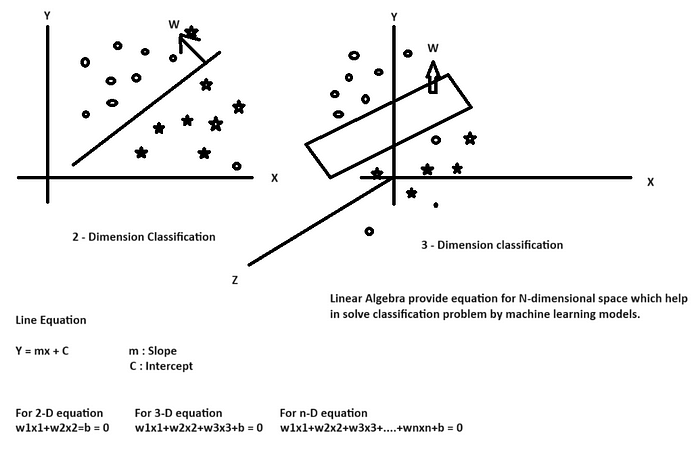 Y
W
X
2 - Dimension Classification
Y
W
X
Z
3 - Dimension classification
Linear Algebra provide equation for N-dimensional space which help
in solve classification problem by machine learning models.
Line Equation
Y = mx + C
m : Slope
C : Intercept
For 2-D equation
w1x1+w2x2=b = 0
For 3-D equation
w1x1+w2x2+w3x3+b = 0
For n-D equation
w1x1+w2x2+w3x3+....+wnxn+b = 0